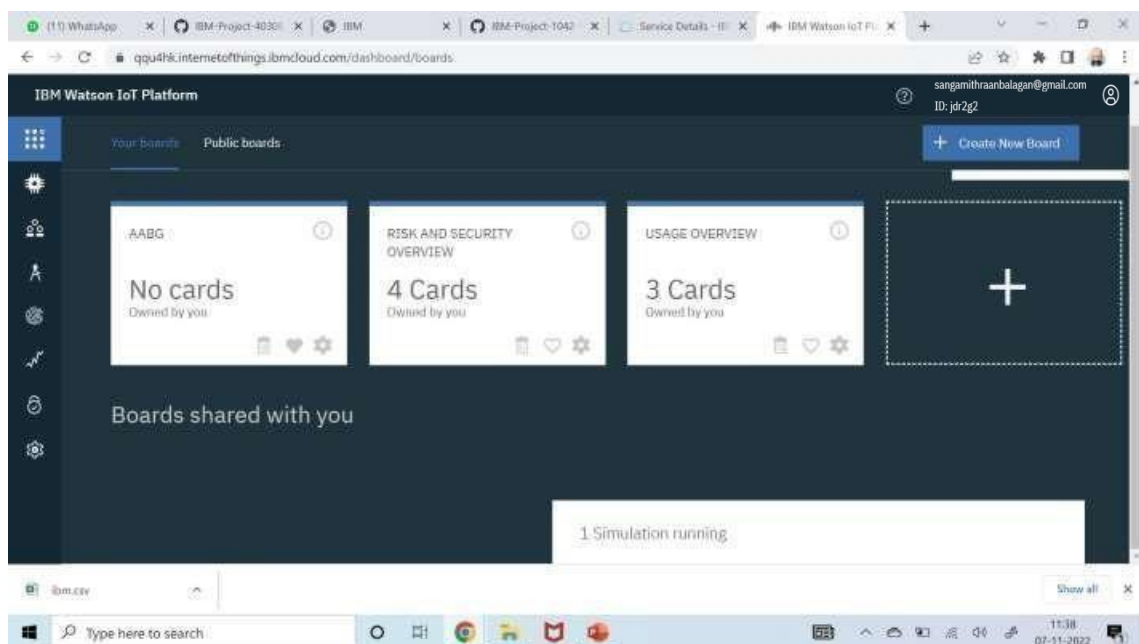 (11) WhatsApp
IBM-Project-4030
IBM
IBM-Project-1042
Service Details - IB
IBM Watson IoT Pl
qqu4hk.internetofthings.ibmcloud.com/dashboard/boards
IBM Watson IoT Platform
sangamithraanbalagan@gmail.com
ID: jdr2g2
Your boards
Public boards
Create New Board
AABG
No cards
Owned by you
RISK AND SECURITY
OVERVIEW
4 Cards
Owned by you
USAGE OVERVIEW
3 Cards
Owned by you
Boards shared with you
1 Simulation running
ibm.csv
Show all
Type here to search
11:38
07-11-2022